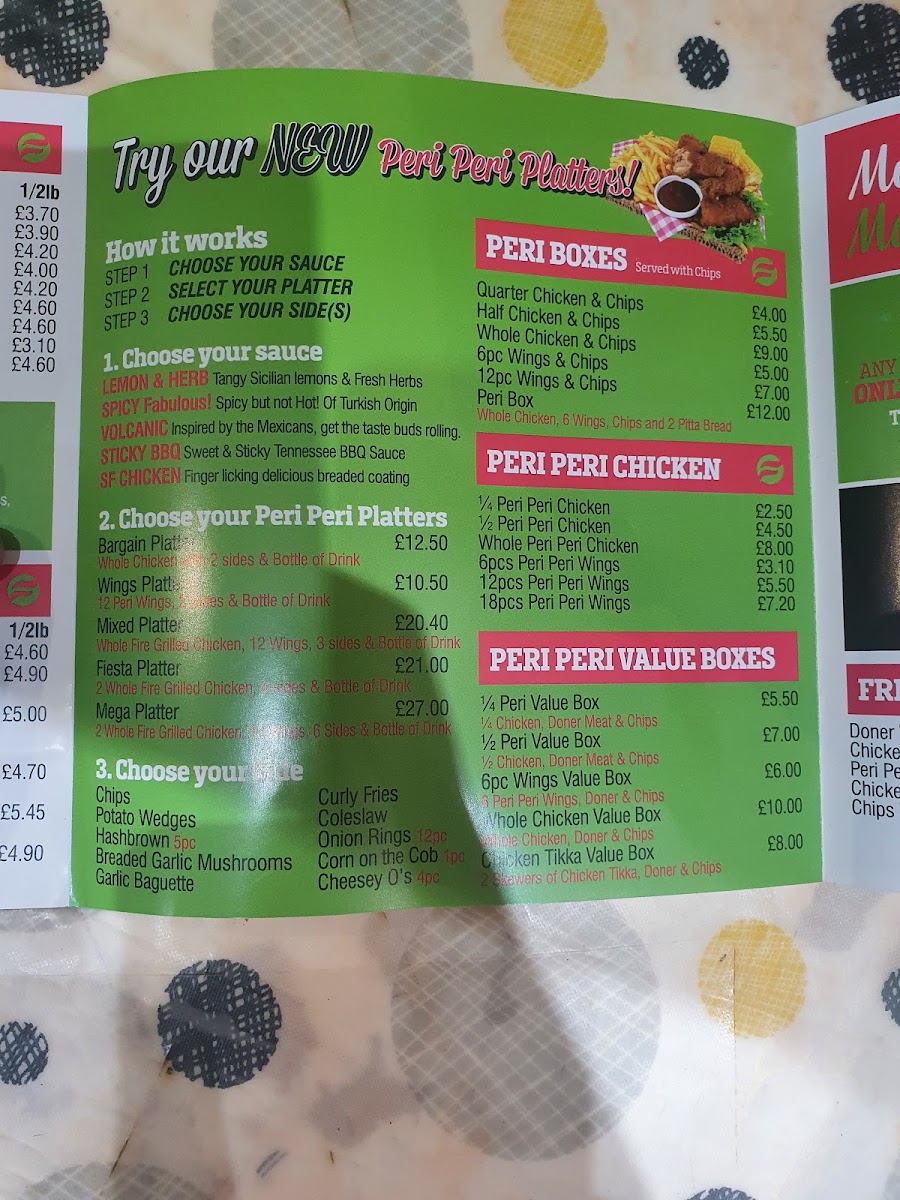 1/2lb
£3.70
£3.90
£4.20
£4.00
£4.20
£4.60
£4.60
£3.10
£4.60
s,
1/2lb
£4.60
£4.90
£5.00
£4.70
£5.45
£4.90
Try our NEW Peri Peri Platters!
How it works
STEP 1 CHOOSE YOUR SAUCE
STEP 2 SELECT YOUR PLATTER
STEP 3 CHOOSE YOUR SIDE(S)
1. Choose your sauce
LEMON & HERB Tangy Sicilian lemons & Fresh Herbs
SPICY Fabulous! Spicy but not Hot! Of Turkish Origin
VOLCANIC Inspired by the Mexicans, get the taste buds rolling.
STICKY BBQ Sweet & Sticky Tennessee BBQ Sauce
SF CHICKEN Finger licking delicious breaded coating
2. Choose your Peri Peri Platters
Bargain Platter £12.50
Whole Chicken with 2 sides & Bottle of Drink
Wings Platter £10.50
12 Peri Wings, 2 sides & Bottle of Drink
Mixed Platter £20.40
Whole Fire Grilled Chicken, 12 Wings, 3 sides & Bottle of Drink
Fiesta Platter £21.00
2 Whole Fire Grilled Chicken, sides & Bottle of Drink
Mega Platter £27.00
2 Whole Fire Grilled Chicken, Wings, 6 Sides & Bottle of Drink
3. Choose your Side
Chips
Potato Wedges
Hashbrown 5pc
Breaded Garlic Mushrooms
Garlic Baguette
Curly Fries
Coleslaw
Onion Rings 12pc
Corn on the Cob 1pc
Cheesey O's 4pc
PERI BOXES Served with Chips
Quarter Chicken & Chips £4.00
Half Chicken & Chips £5.50
Whole Chicken & Chips £9.00
6pc Wings & Chips £5.00
12pc Wings & Chips £7.00
Peri Box £12.00
Whole Chicken, 6 Wings, Chips and 2 Pitta Bread
PERI PERI CHICKEN
¼ Peri Peri Chicken £2.50
½ Peri Peri Chicken £4.50
Whole Peri Peri Chicken £8.00
6pcs Peri Peri Wings £3.10
12pcs Peri Peri Wings £5.50
18pcs Peri Peri Wings £7.20
PERI PERI VALUE BOXES
¼ Peri Value Box £5.50
¼ Chicken, Doner Meat & Chips
½ Peri Value Box £7.00
½ Chicken, Doner Meat & Chips
6pc Wings Value Box £6.00
6 Peri Peri Wings, Doner & Chips
Whole Chicken Value Box £10.00
Whole Chicken, Doner & Chips
Chicken Tikka Value Box £8.00
2 Skewers of Chicken Tikka, Doner & Chips
ANY
Doner
Chips